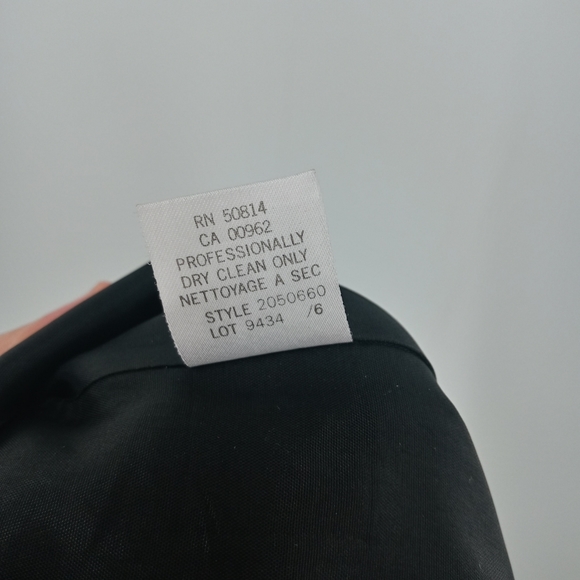 RN 50814
CA 00962
PROFESSIONALLY
DRY CLEAN ONLY
NETTOYAGE A SEC
STYLE 2050660
LOT 9434 /6